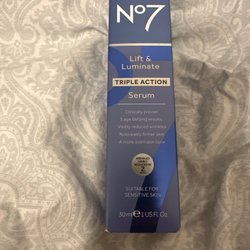 No7
Lift &
Luminate
TRIPLE ACTION
Serum
Clinically proven
3 age defying results
Visibly reduced wrinkles
Noticeably firmer skin
A more even skin tone
2
SUITABLE FOR
SENSITIVE SKIN
30ml e 1 US Fl. Oz.